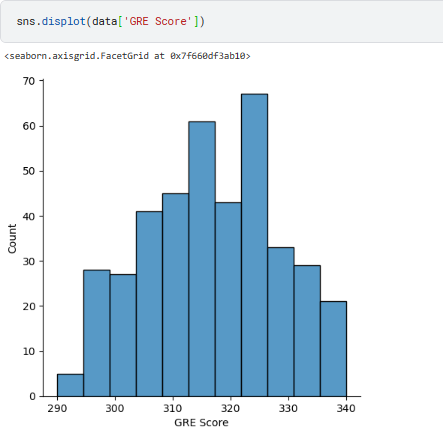 sns.displot(data['GRE Score'])
<seaborn.axisgrid.FacetGrid at 0x7f660df3ab10>
70
60
50
40
30
20
10
0
Count
290 300 310 320 330 340
GRE Score